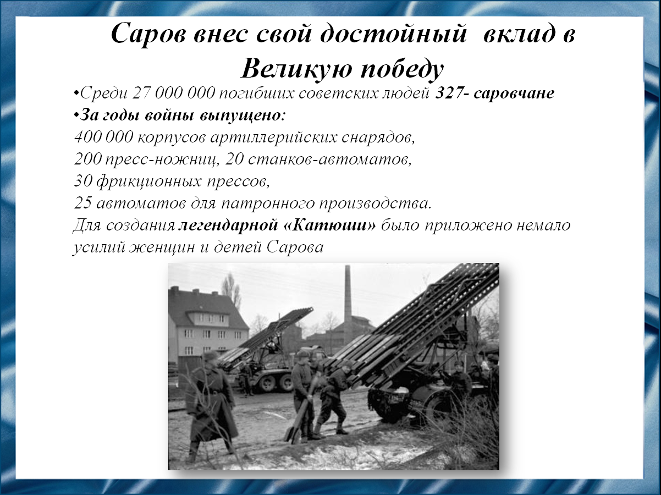 Саров внес свой достойный вклад в
Великую победу
•Среди 27 000 000 погибших советских людей 327- саровчане
•За годы войны выпущено:
400 000 корпусов артиллерийских снарядов,
200 пресс-ножниц, 20 станков-автоматов,
30 фрикционных прессов,
25 автоматов для патронного производства.
Для создания легендарной «Катюши» было приложено немало
усилий женщин и детей Сарова